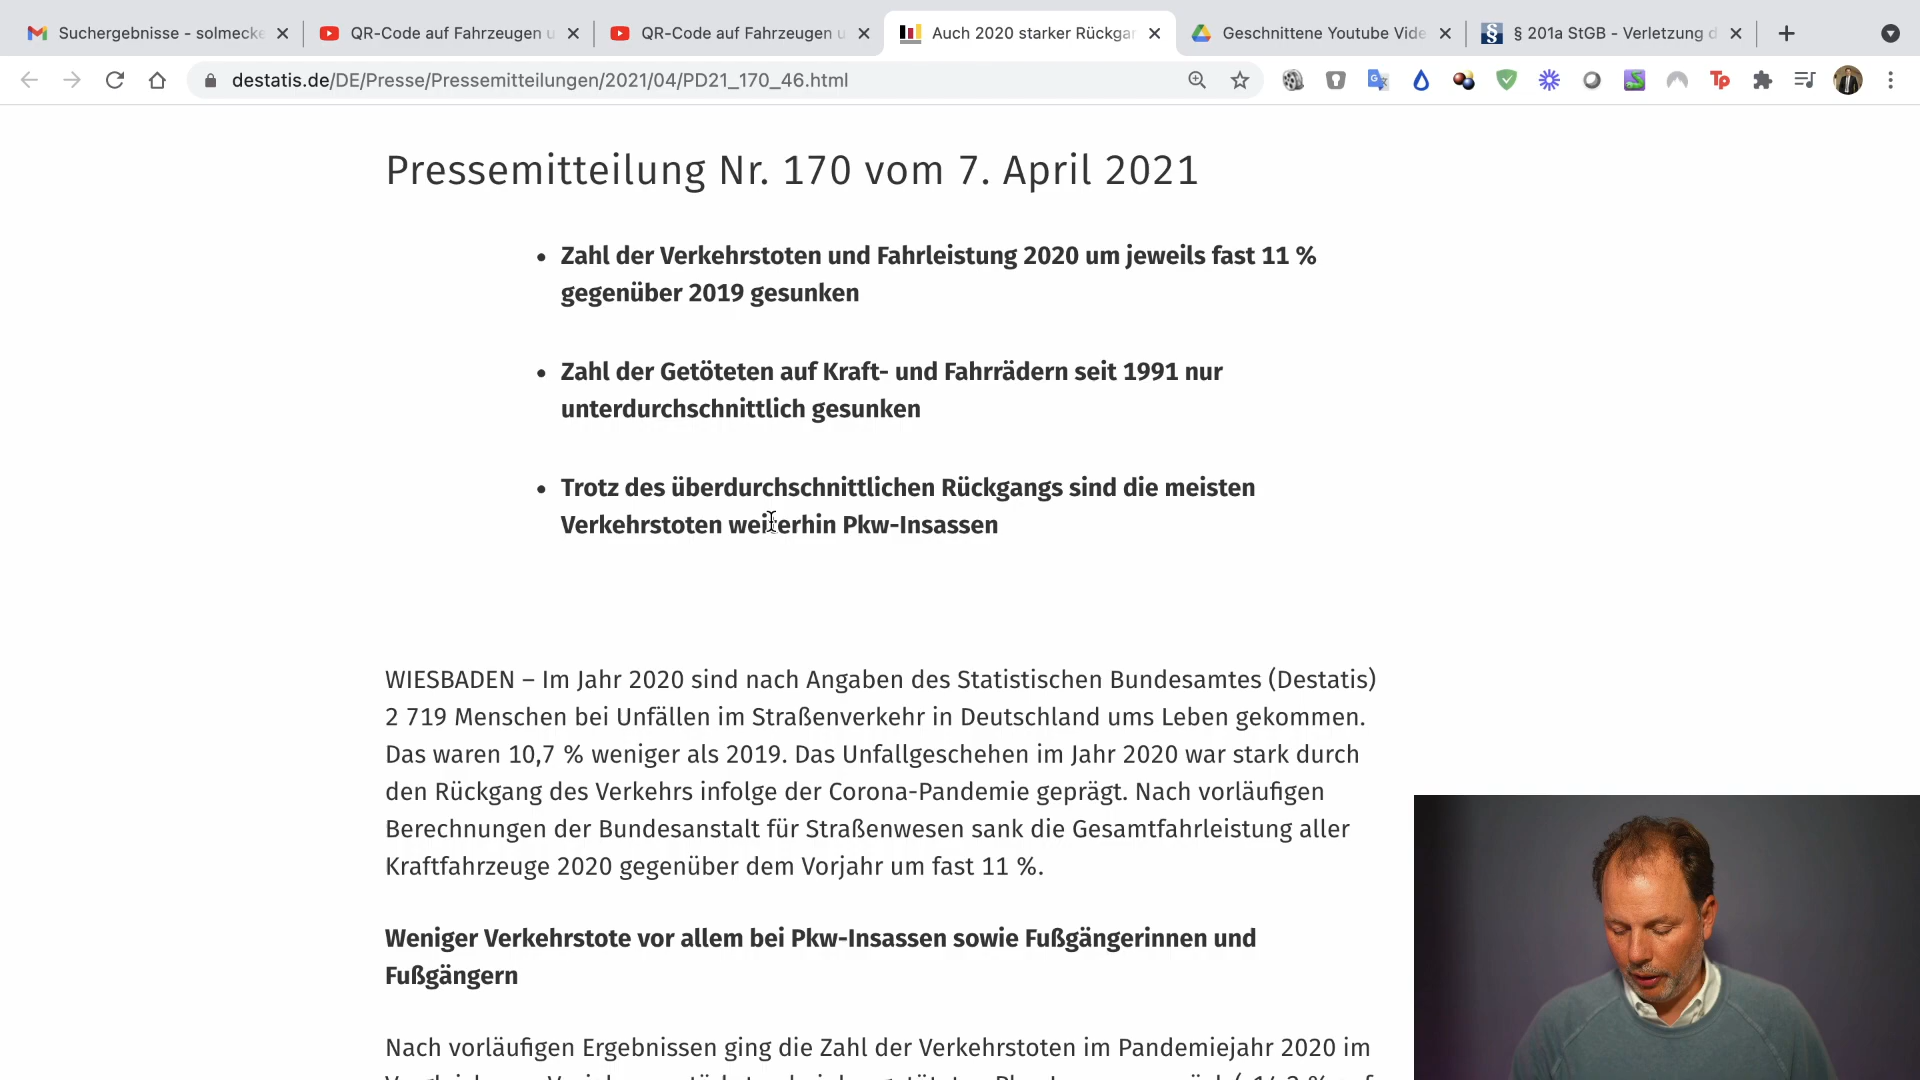 Suchergebnisse - solmecke
QR-Code auf Fahrzeugen u
QR-Code auf Fahrzeugen u
Auch 2020 starker Rückgan
Geschnittene Youtube Vide
§ 201a StGB - Verletzung d
destatis.de/DE/Presse/Pressemitteilungen/2021/04/PD21_170_46.html
Pressemitteilung Nr. 170 vom 7. April 2021
• Zahl der Verkehrstoten und Fahrleistung 2020 um jeweils fast 11 %
gegenüber 2019 gesunken
• Zahl der Getöteten auf Kraft- und Fahrrädern seit 1991 nur
unterdurchschnittlich gesunken
• Trotz des überdurchschnittlichen Rückgangs sind die meisten
Verkehrstoten weiterhin Pkw-Insassen
WIESBADEN – Im Jahr 2020 sind nach Angaben des Statistischen Bundesamtes (Destatis)
2 719 Menschen bei Unfällen im Straßenverkehr in Deutschland ums Leben gekommen.
Das waren 10,7 % weniger als 2019. Das Unfallgeschehen im Jahr 2020 war stark durch
den Rückgang des Verkehrs infolge der Corona-Pandemie geprägt. Nach vorläufigen
Berechnungen der Bundesanstalt für Straßenwesen sank die Gesamtfahrleistung aller
Kraftfahrzeuge 2020 gegenüber dem Vorjahr um fast 11 %.
Weniger Verkehrstote vor allem bei Pkw-Insassen sowie Fußgängerinnen und
Fußgängern
Nach vorläufigen Ergebnissen ging die Zahl der Verkehrstoten im Pandemiejahr 2020 im